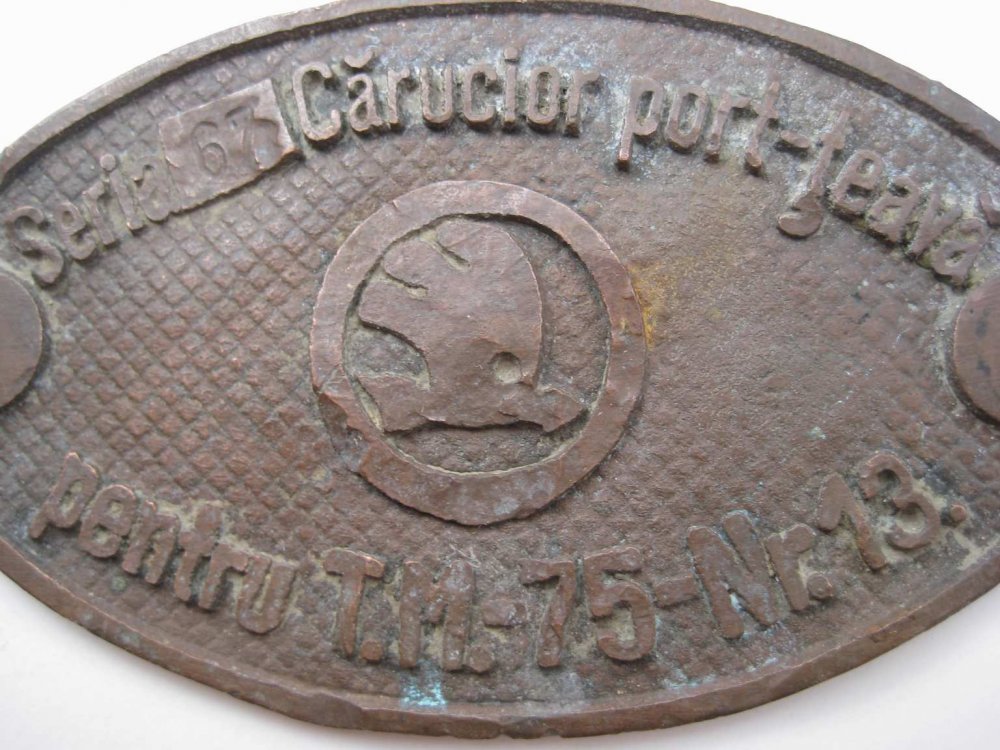 Seria 67 Cărucior port-ţeavă
pentru T.M.-75-Nr.13.